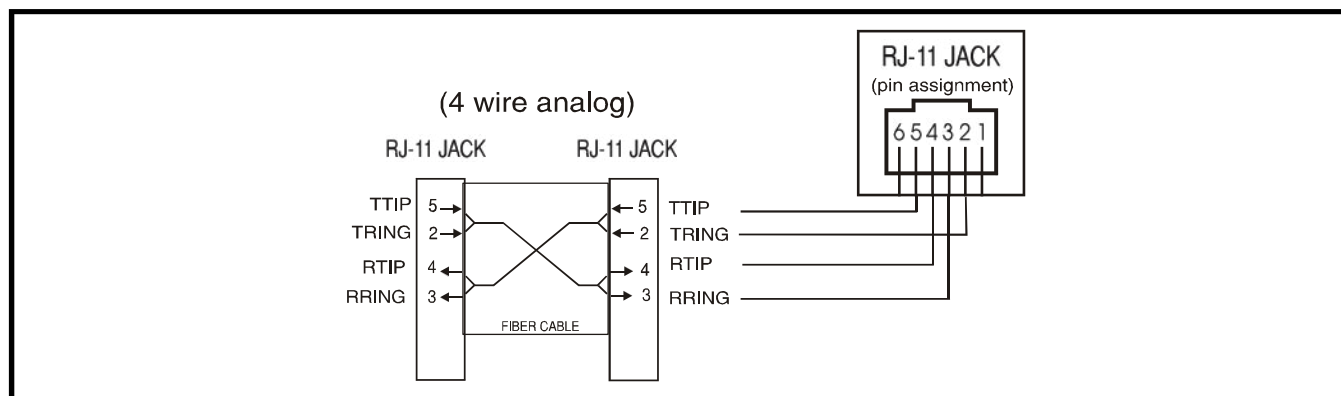 RJ-11 JACK
(pin assignment)
6 5 4 3 2 1
(4 wire analog)
RJ-11 JACK RJ-11 JACK
TTIP 5 5 TTIP
TRING 2 2 TRING
RTIP 4 4 RTIP
RRING 3 3 RRING
FIBER CABLE